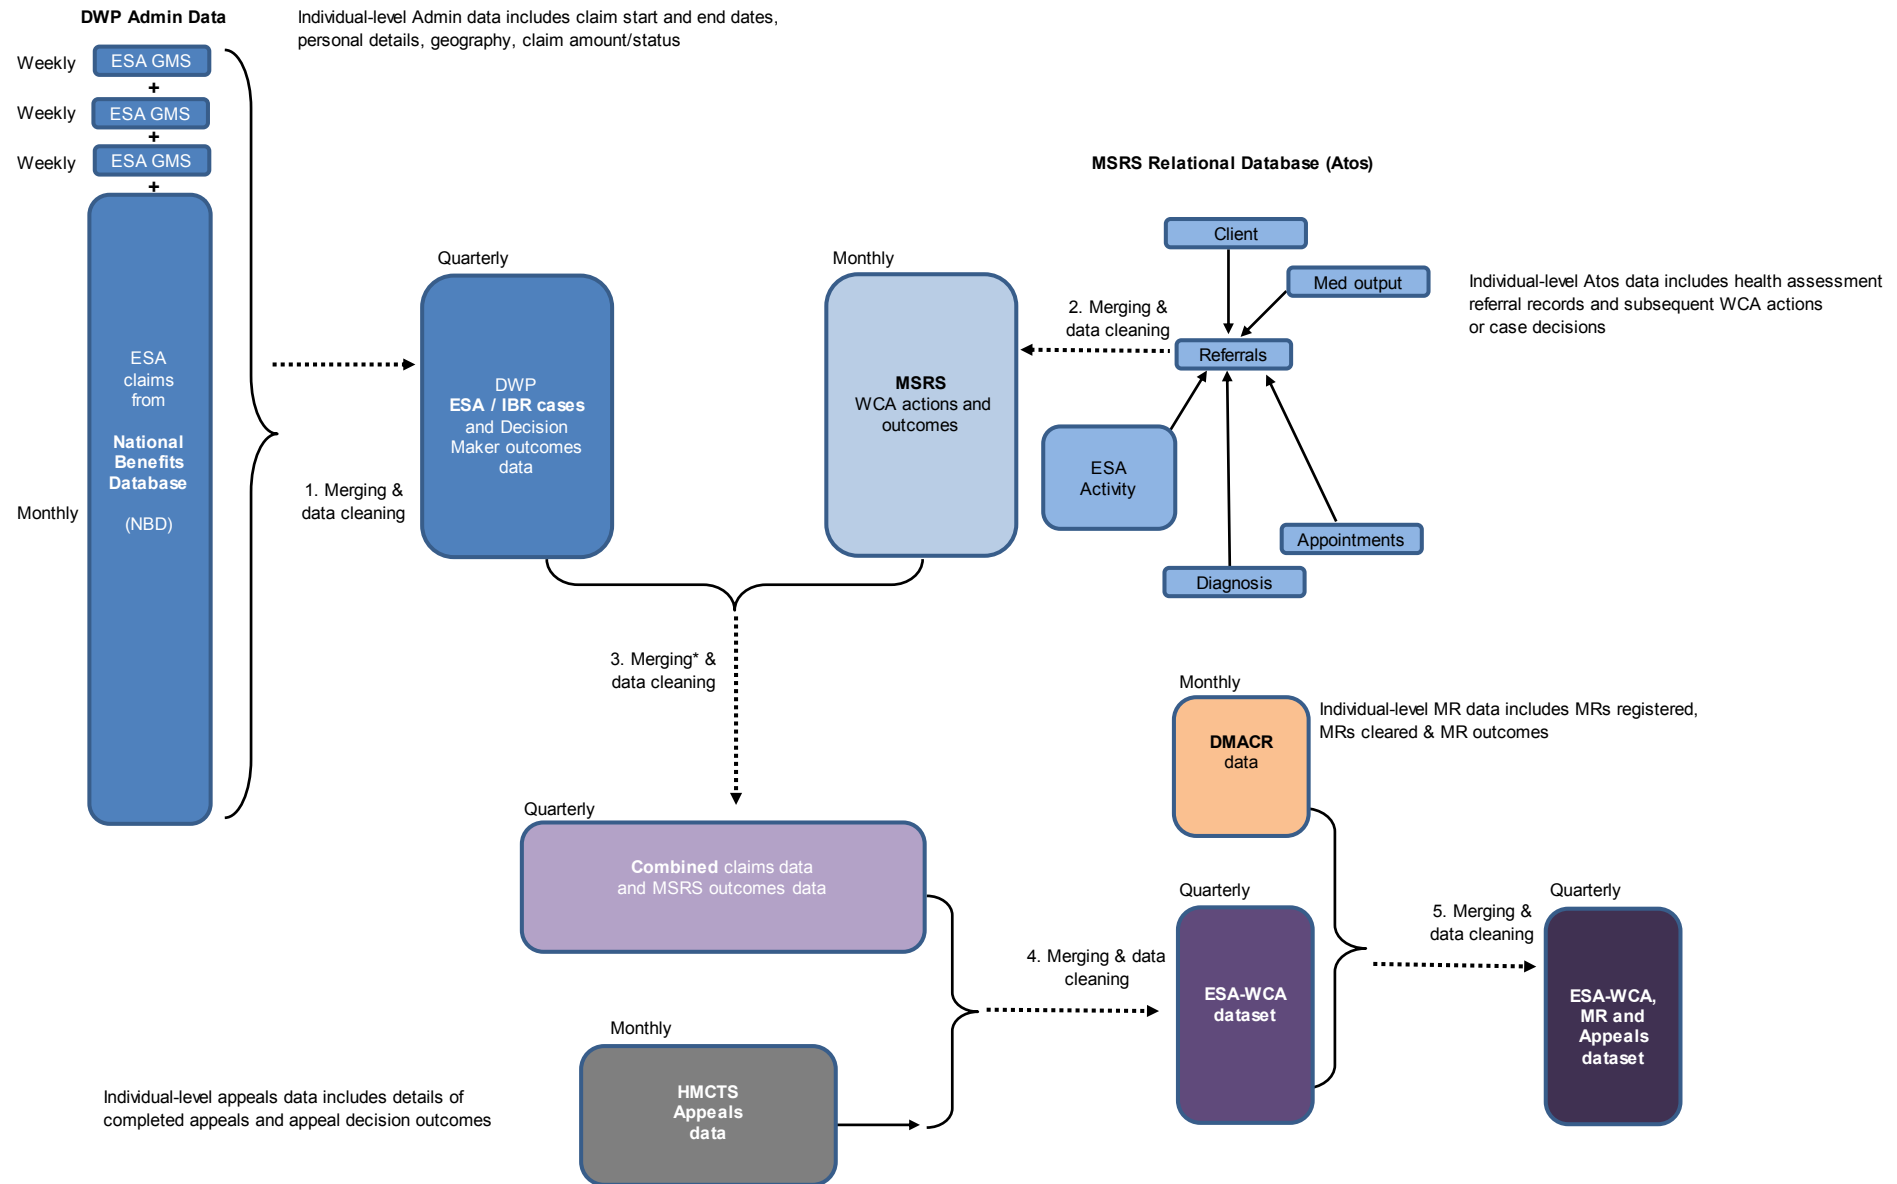 DWP Admin Data
Individual-level Admin data includes claim start and end dates,
personal details, geography, claim amount/status
Weekly
ESA GMS
+
Weekly
ESA GMS
+
Weekly
ESA GMS
+
Monthly
ESA
claims
from
National
Benefits
Database
(NBD)
1. Merging &
data cleaning
Quarterly
DWP
ESA / IBR cases
and Decision
Maker outcomes
data
Monthly
MSRS
WCA actions and
outcomes
2. Merging &
data cleaning
MSRS Relational Database (Atos)
Client
Med output
Referrals
ESA
Activity
Appointments
Diagnosis
Individual-level Atos data includes health assessment
referral records and subsequent WCA actions
or case decisions
3. Merging* &
data cleaning
Quarterly
Combined claims data
and MSRS outcomes data
Monthly
HMCTS
Appeals
data
Individual-level appeals data includes details of
completed appeals and appeal decision outcomes
4. Merging & data
cleaning
Monthly
DMACR
data
Individual-level MR data includes MRs registered,
MRs cleared & MR outcomes
Quarterly
ESA-WCA
dataset
5. Merging &
data cleaning
Quarterly
ESA-WCA,
MR and
Appeals
dataset